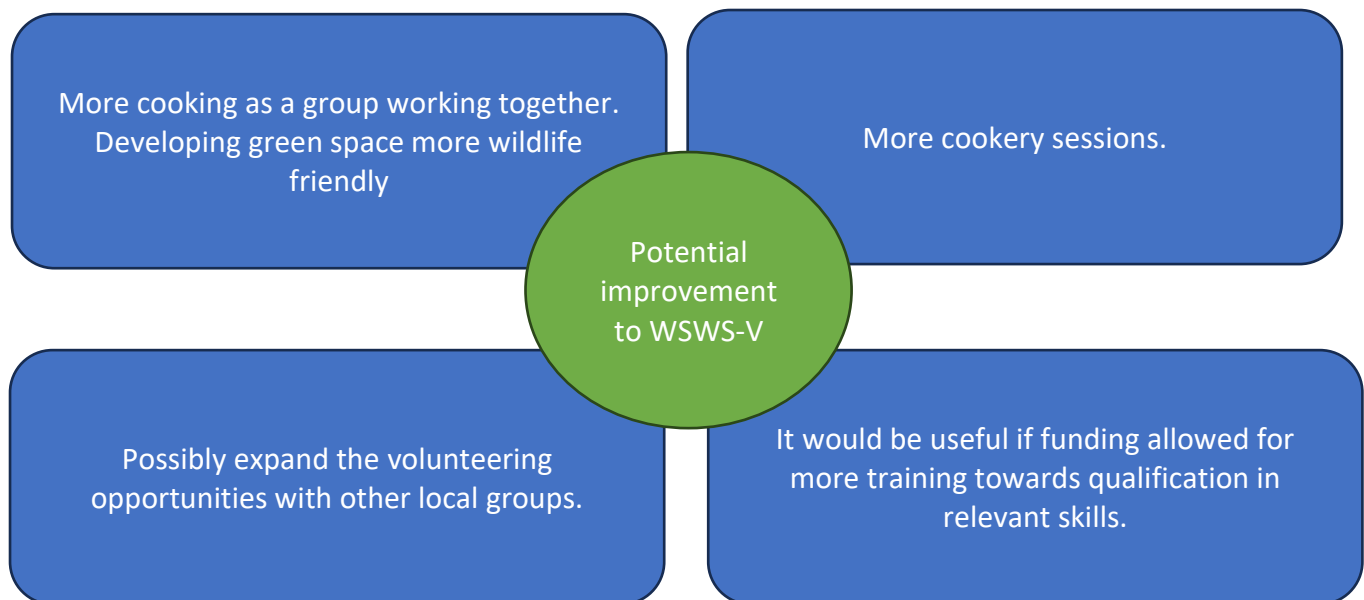 More cooking as a group working together.
Developing green space more wildlife
friendly
More cookery sessions.
Potential
improvement
to WSWS-V
Possibly expand the volunteering
opportunities with other local groups.
It would be useful if funding allowed for
more training towards qualification in
relevant skills.